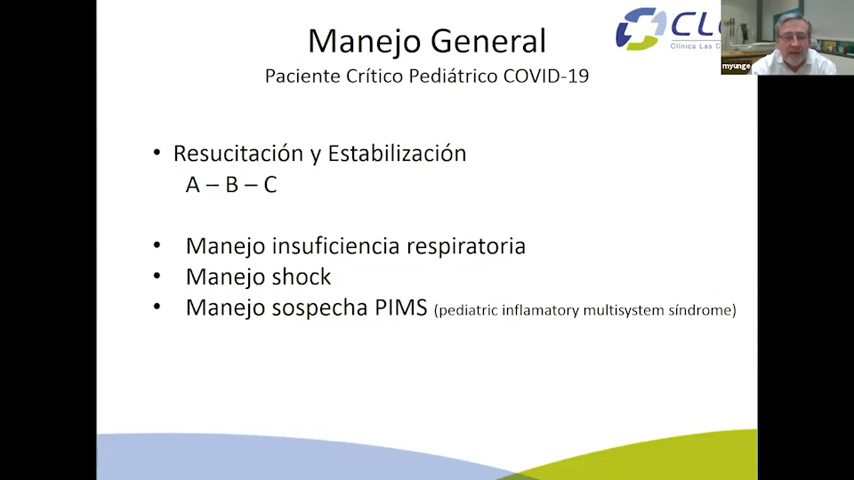 Manejo General
Paciente Crítico Pediátrico COVID-19
CL
Clínica Las C
myunge
• Resucitación y Estabilización
A – B – C
• Manejo insuficiencia respiratoria
• Manejo shock
• Manejo sospecha PIMS (pediatric inflamatory multisystem síndrome)